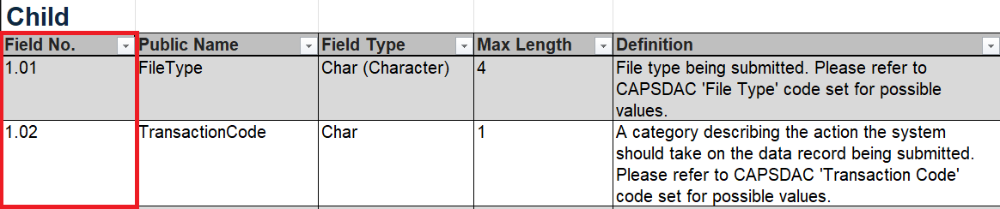 Child
Field No. Public Name Field Type Max Length Definition
1.01 FileType Char (Character) 4 File type being submitted. Please refer to
CAPSDAC 'File Type' code set for possible
values.
1.02 TransactionCode Char 1 A category describing the action the system
should take on the data record being submitted.
Please refer to CAPSDAC 'Transaction Code'
code set for possible values.